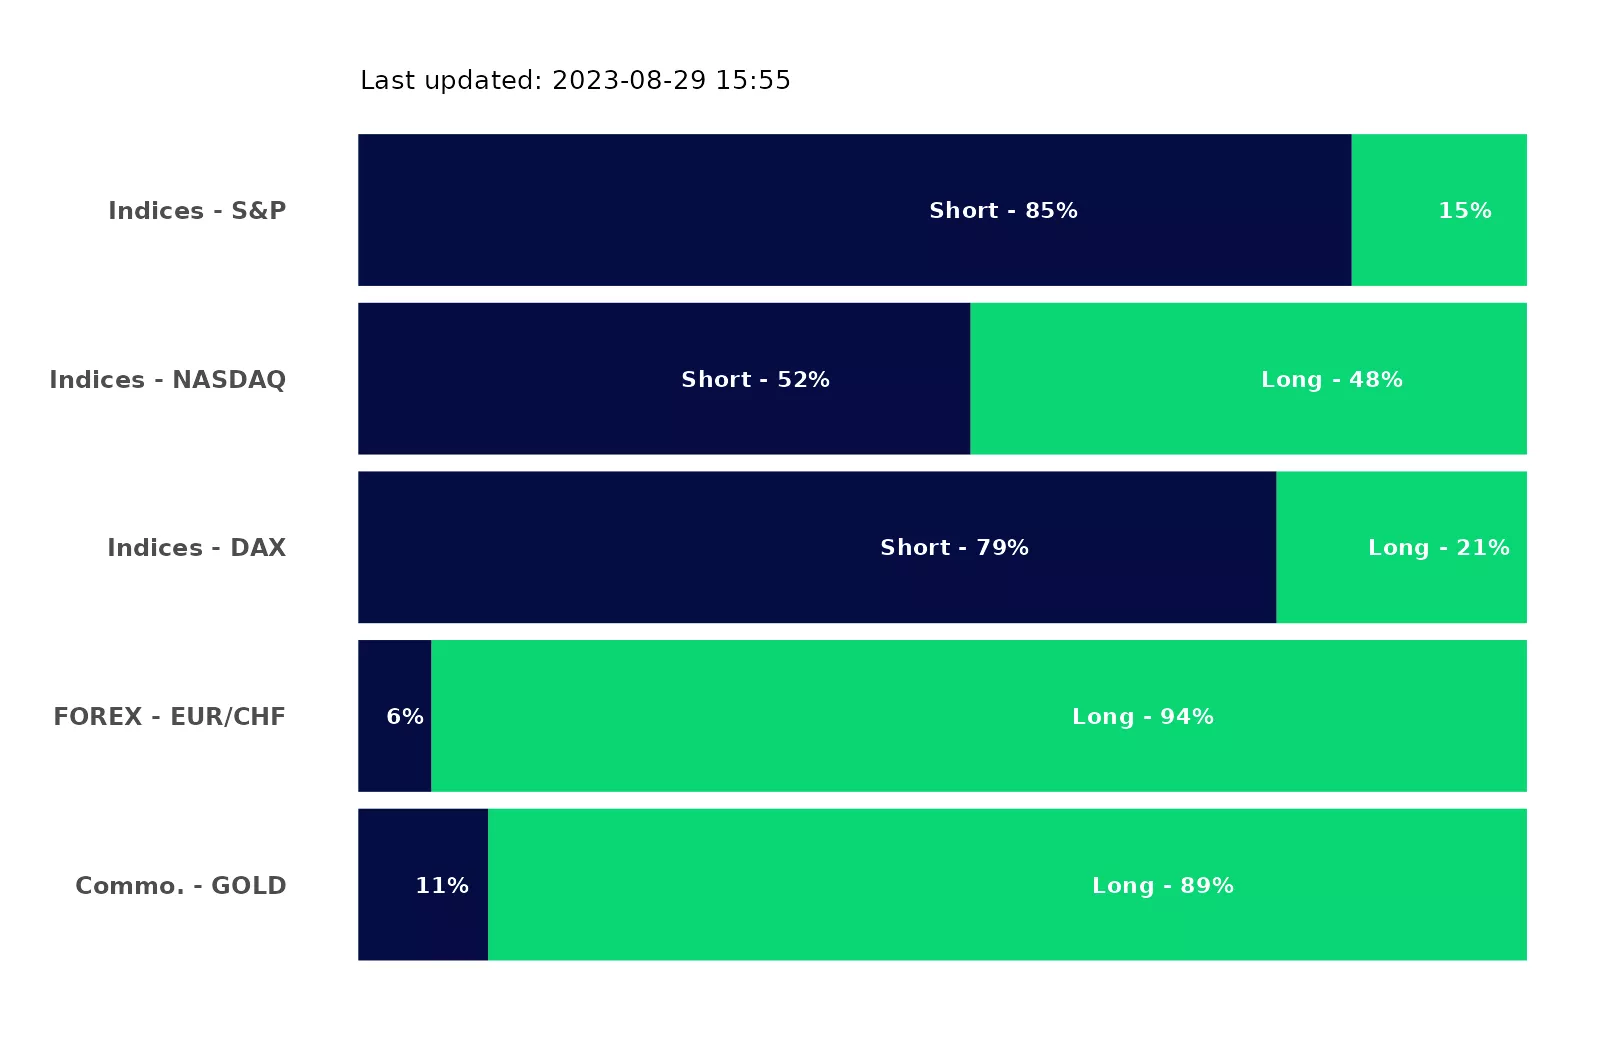 Last updated: 2023-08-29 15:55
Indices - S&P Short - 85% 15%
Indices - NASDAQ Short - 52% Long - 48%
Indices - DAX Short - 79% Long - 21%
FOREX - EUR/CHF 6% Long - 94%
Commo. - GOLD 11% Long - 89%